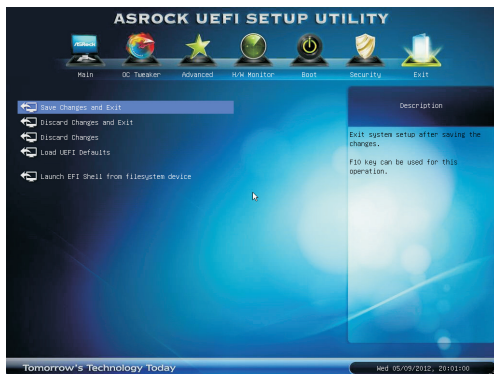 ASROCK UEFI SETUP UTILITY
ASRock
Main OC Tweaker Advanced H/W Monitor Boot Security Exit
Save Changes and Exit
Discard Changes and Exit
Discard Changes
Load UEFI Defaults
Launch EFI Shell from filesystem device
Description
Exit system setup after saving the
changes.
F10 key can be used for this
operation.
Tomorrow's Technology Today
Wed 05/09/2012, 20:01:00